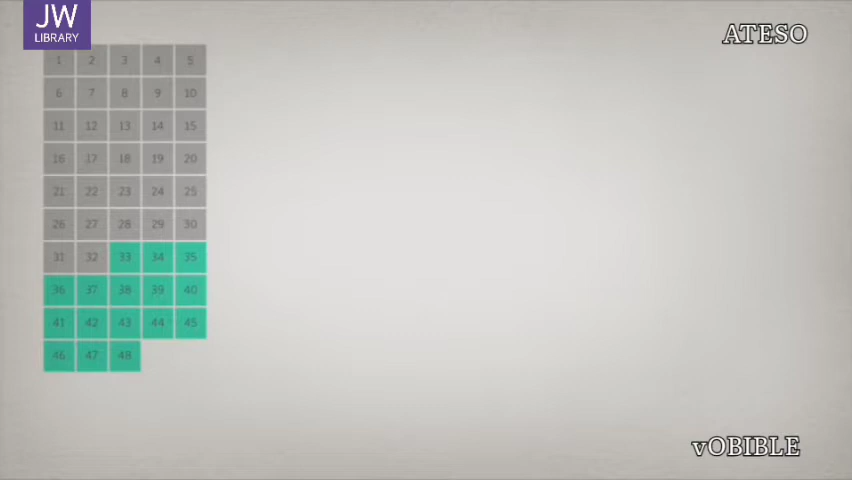 JW
LIBRARY
ATESO
1 2 3 4 5
6 7 8 9 10
11 12 13 14 15
16 17 18 19 20
21 22 23 24 25
26 27 28 29 30
31 32 33 34 35
36 37 38 39 40
41 42 43 44 45
46 47 48
vOBIBLE